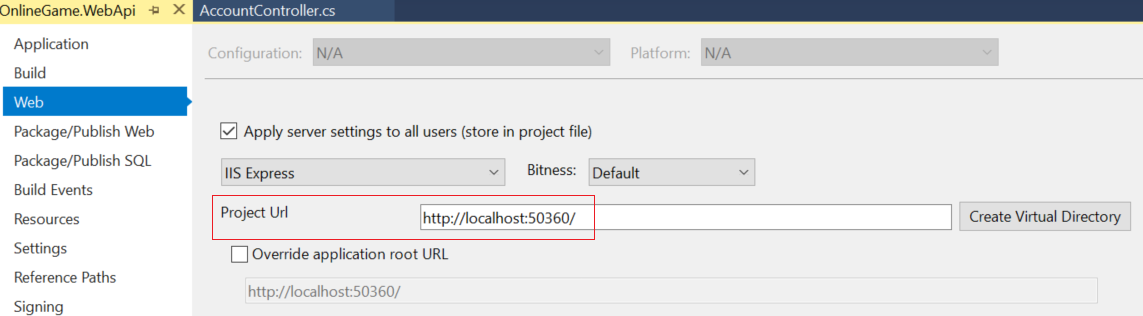 OnlineGame.WebApi AccountController.cs
Application
Build
Web
Package/Publish Web
Package/Publish SQL
Build Events
Resources
Settings
Reference Paths
Signing
Configuration: N/A Platform: N/A
Apply server settings to all users (store in project file)
IIS Express Bitness: Default
Project Url http://localhost:50360/ Create Virtual Directory
Override application root URL
http://localhost:50360/